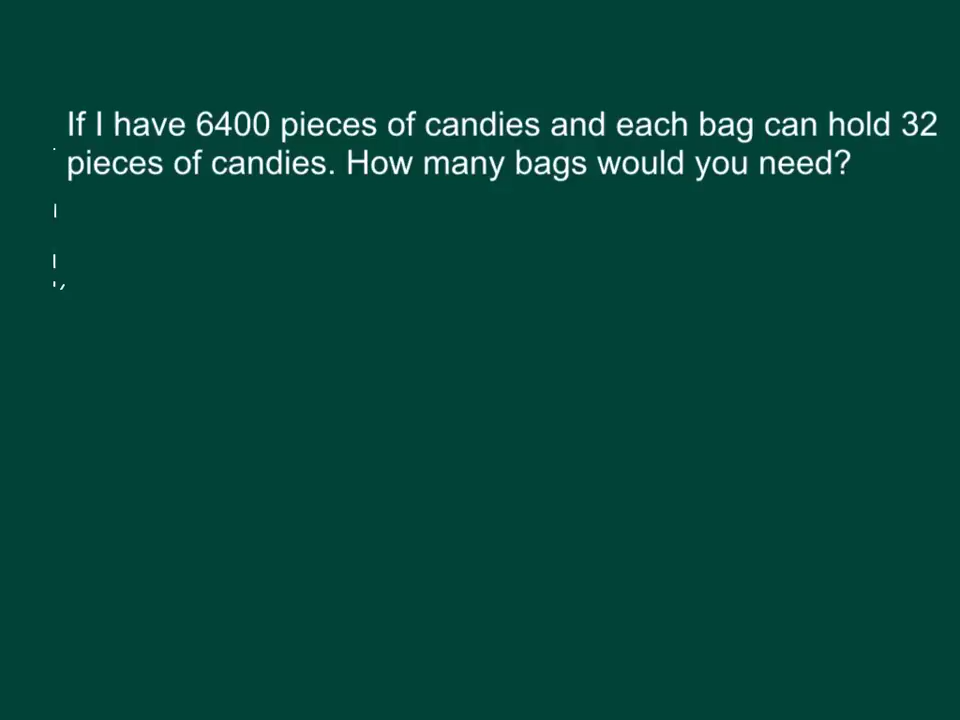 If I have 6400 pieces of candies and each bag can hold 32
pieces of candies. How many bags would you need?